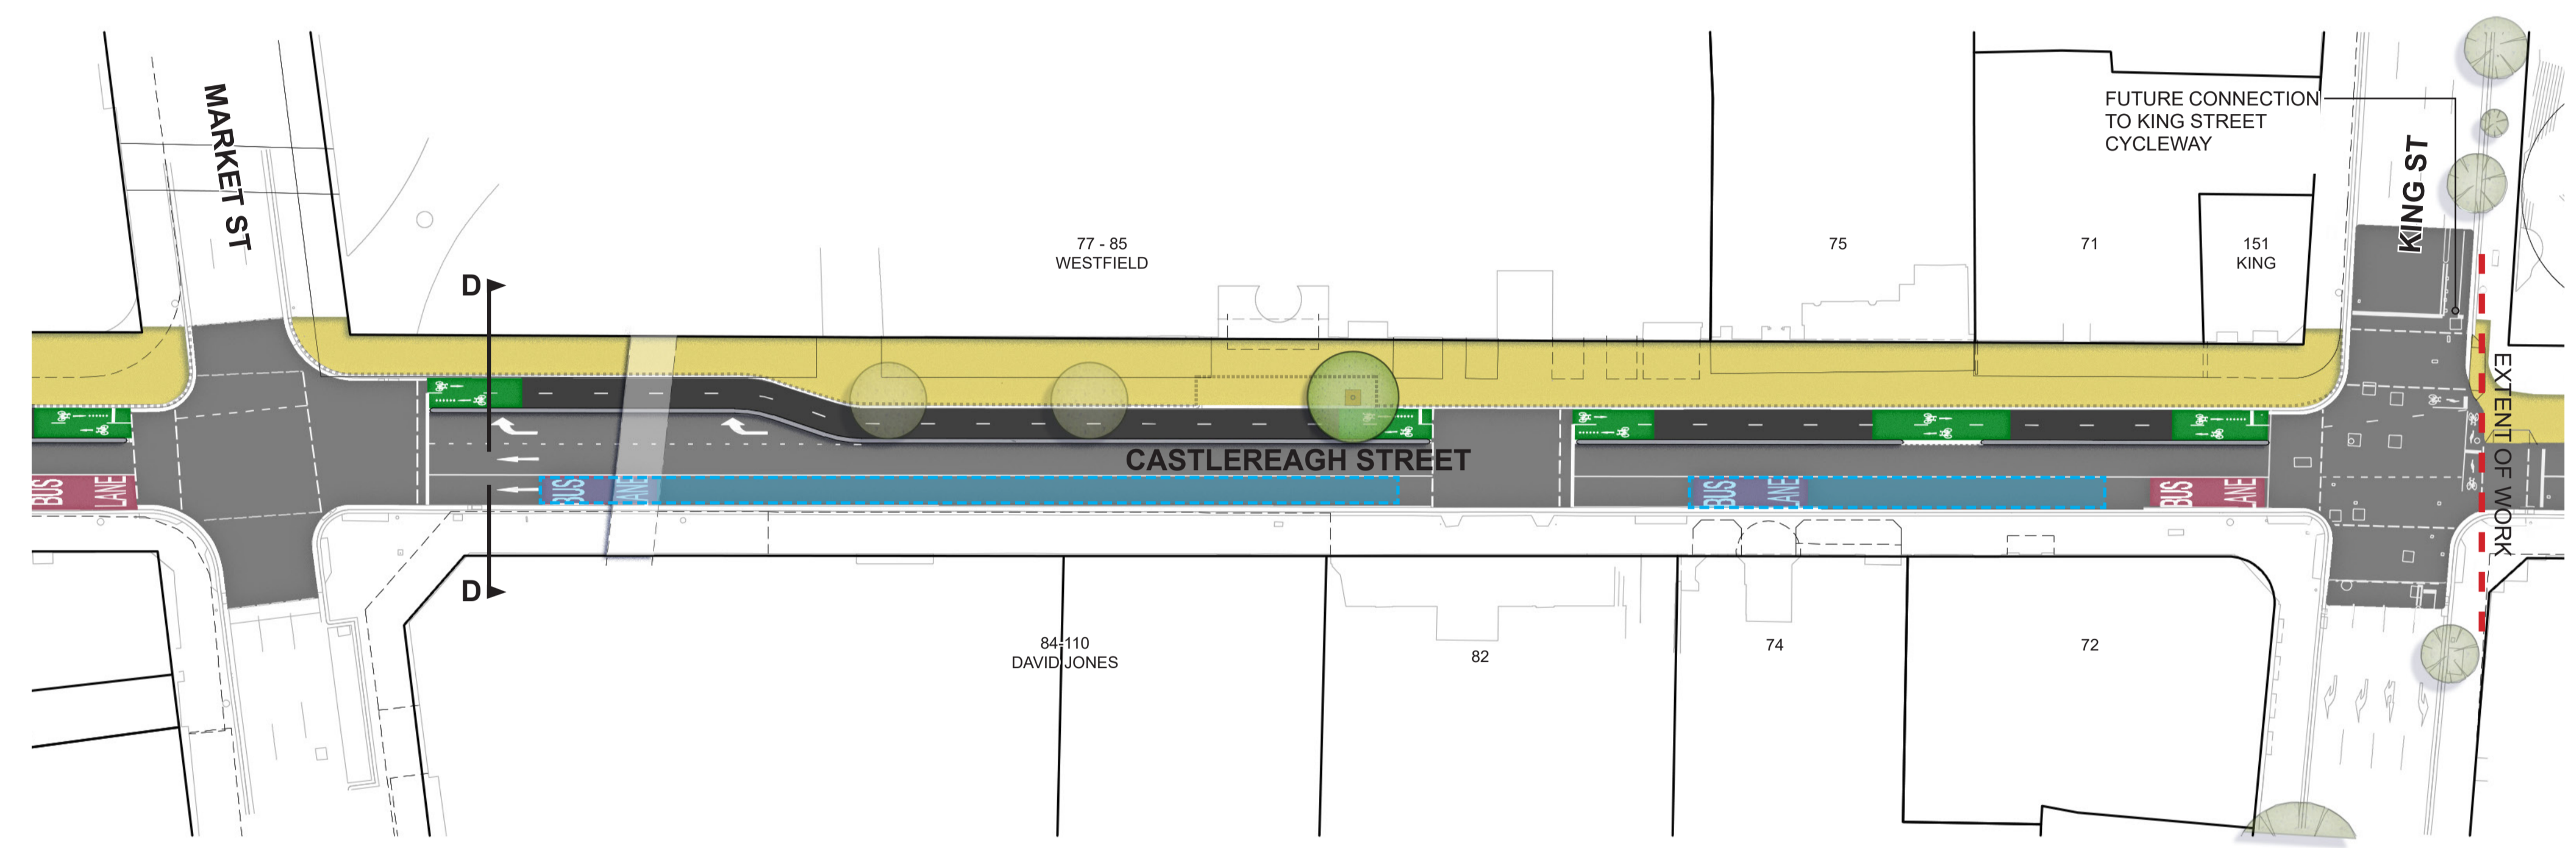 MARKET ST
FUTURE CONNECTION
TO KING STREET
CYCLEWAY
KING ST
77 - 85
WESTFIELD
75
71
151
KING
D
CASTLEREAGH STREET
BUS
LANE
BUS
LANE
BUS
LANE
BUS
LANE
EXTENT OF WORK
D
84-110
DAVID JONES
82
74
72